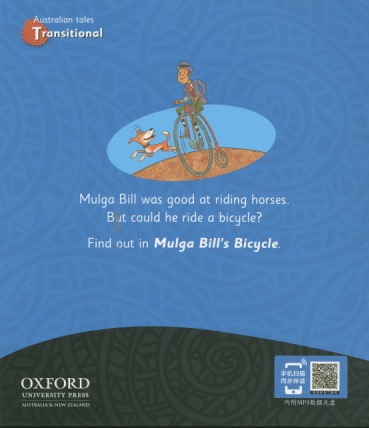 Australian tales
Transitional
Mulga Bill was good at riding horses.
But could he ride a bicycle?
Find out in Mulga Bill's Bicycle.
OXFORD
UNIVERSITY PRESS
AUSTRALIA & NEW ZEALAND
手机扫描
同步伴读
内附MP3数据光盘